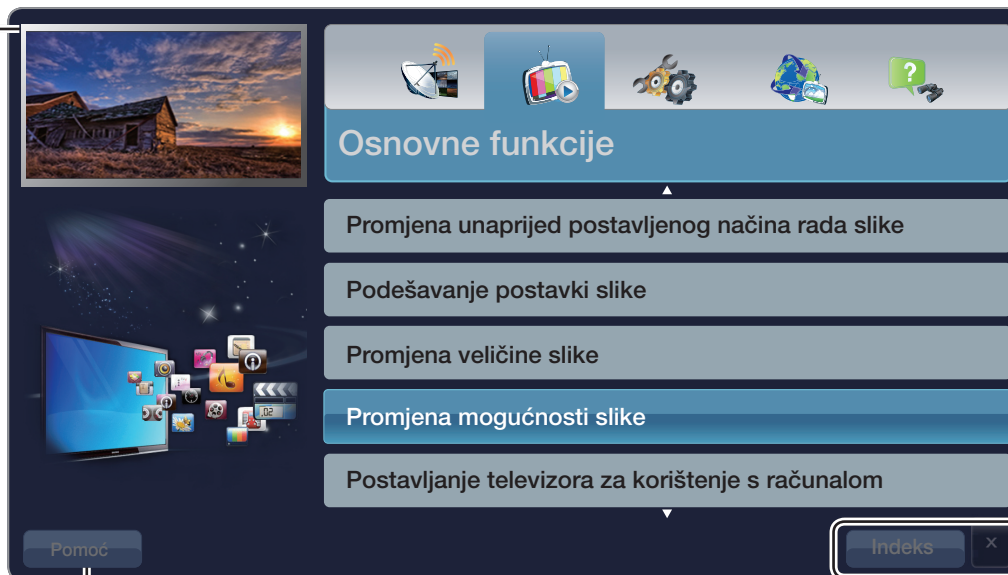 Osnovne funkcije
Promjena unaprijed postavljenog načina rada slike
Podešavanje postavki slike
Promjena veličine slike
Promjena mogućnosti slike
Postavljanje televizora za korištenje s računalom
Pomoć
Indeks
x